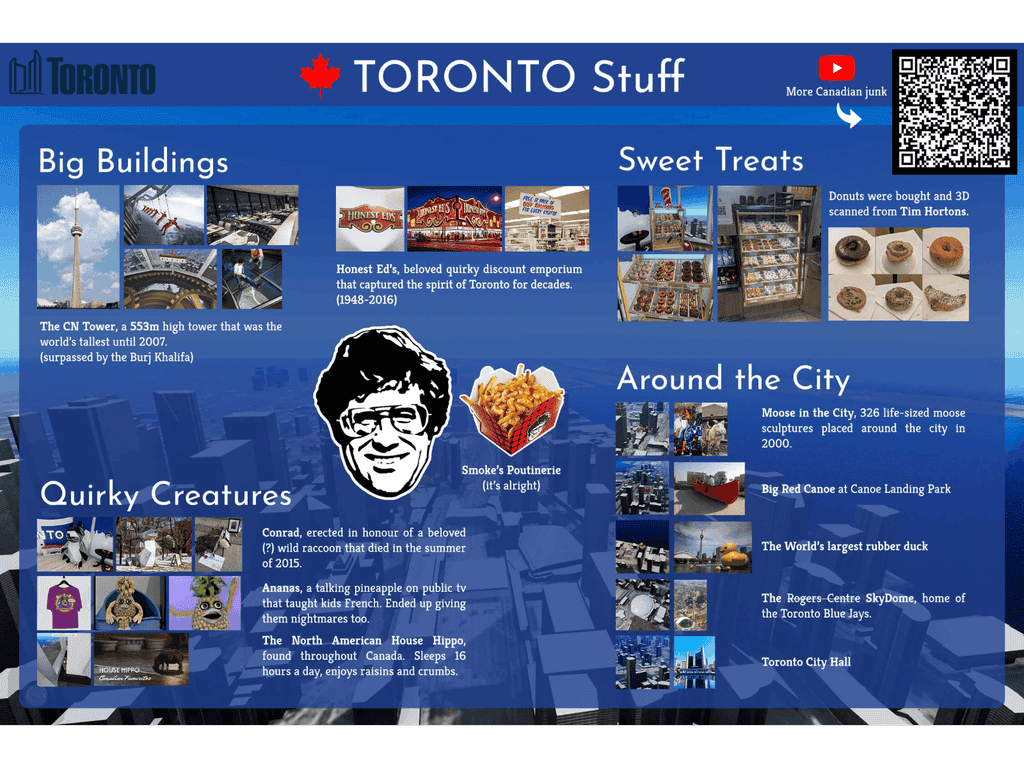 TORONTO
TORONTO Stuff
More Canadian junk
Big Buildings
HONEST ED'S
The CN Tower, a 553m high tower that was the
world's tallest until 2007.
(surpassed by the Burj Khalifa)
Honest Ed's, beloved quirky discount emporium
that captured the spirit of Toronto for decades.
(1948-2016)
Smoke's Poutinerie
(it's alright)
Quirky Creatures
Conrad, erected in honour of a beloved
(?) wild raccoon that died in the summer
of 2015.
Ananas, a talking pineapple on public tv
that taught kids French. Ended up giving
them nightmares too.
HOUSE HIPPO
Canadian Favourites
The North American House Hippo,
found throughout Canada. Sleeps 16
hours a day, enjoys raisins and crumbs.
Sweet Treats
Donuts were bought and 3D
scanned from Tim Hortons.
Around the City
Moose in the City, 326 life-sized moose
sculptures placed around the city in
2000.
Big Red Canoe at Canoe Landing Park
The World's largest rubber duck
The Rogers Centre SkyDome, home of
the Toronto Blue Jays.
Toronto City Hall